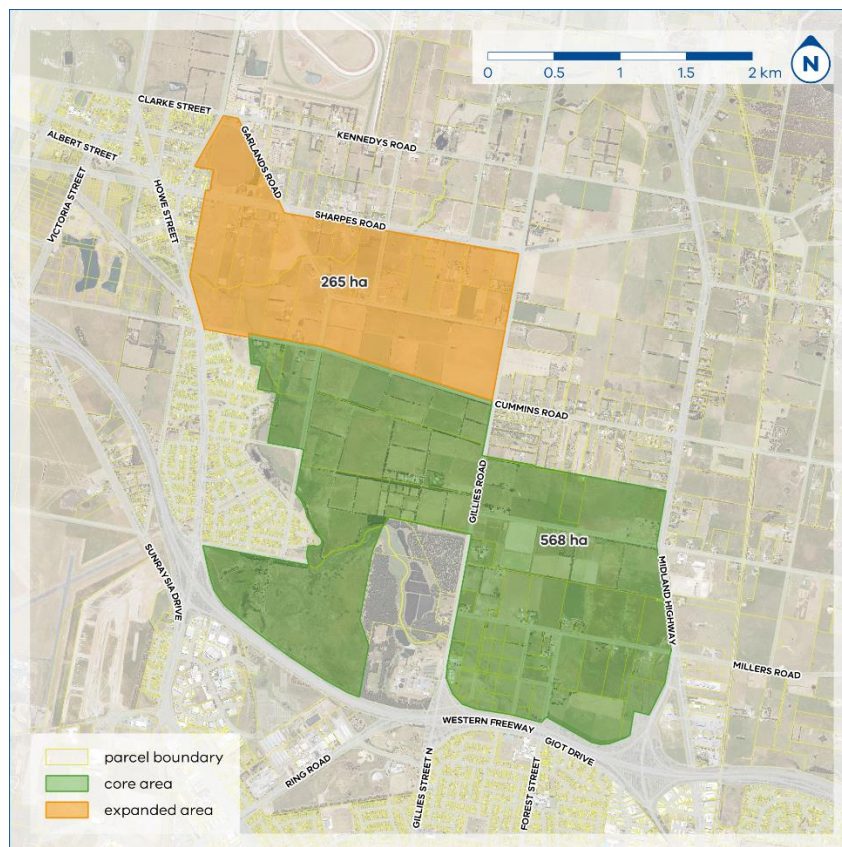 0 0.5 1 1.5 2 km
N
CLARKE STREET
ALBERT STREET
VICTORIA STREET
HOWE STREET
GARLANDS ROAD
KENNEDYS ROAD
SHARPES ROAD
265 ha
CUMMINS ROAD
GILLIES ROAD
568 ha
SUNRAYSIA DRIVE
MIDLAND HIGHWAY
MILLERS ROAD
WESTERN FREEWAY
GIOT DRIVE
RING ROAD
GILLIES STREET N
FOREST STREET
parcel boundary
core area
expanded area